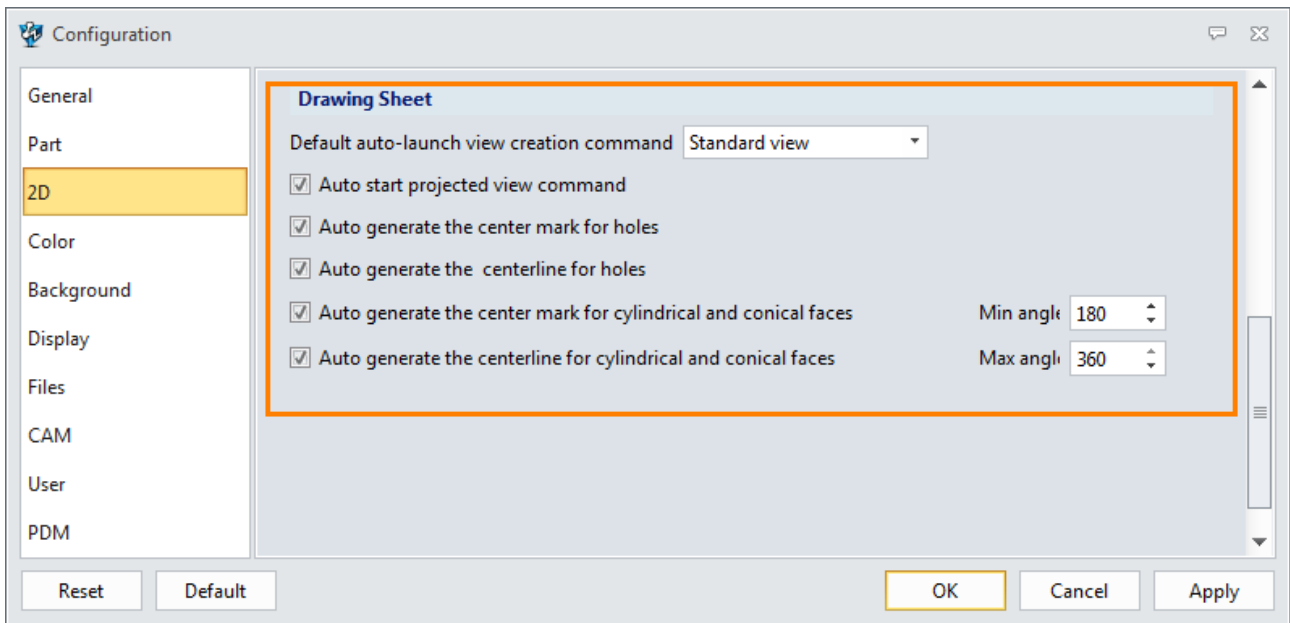 Configuration
General
Part
2D
Color
Background
Display
Files
CAM
User
PDM
Drawing Sheet
Default auto-launch view creation command Standard view
Auto start projected view command
Auto generate the center mark for holes
Auto generate the  centerline for holes
Auto generate the center mark for cylindrical and conical faces Min angl 180
Auto generate the centerline for cylindrical and conical faces Max angl 360
Reset Default OK Cancel Apply